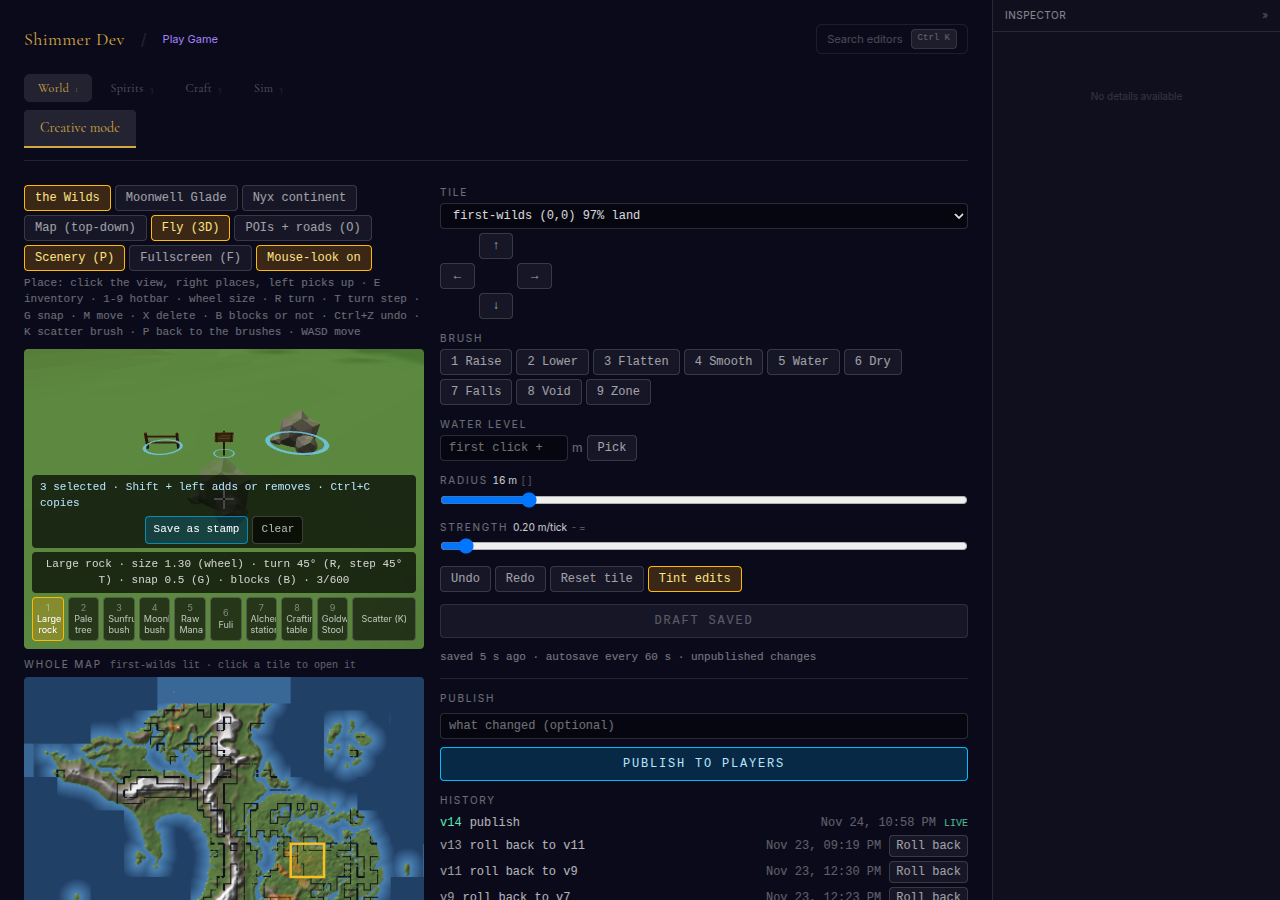 Shimmer Dev / Play Game
Search editors Ctrl K
INSPECTOR »
No details available
World Spirits Craft Sim
Creative mode
the Wilds Moonwell Glade Nyx continent
Map (top-down) Fly (3D) POIs + roads (O)
Scenery (P) Fullscreen (F) Mouse-look on
Place: click the view, right places, left picks up · E
inventory · 1-9 hotbar · wheel size · R turn · T turn step ·
G snap · M move · X delete · B blocks or not · Ctrl+Z undo ·
K scatter brush · P back to the brushes · WASD move
3 selected · Shift + left adds or removes · Ctrl+C
copies
Save as stamp Clear
Large rock · size 1.30 (wheel) · turn 45° (R, step 45°
T) · snap 0.5 (G) · blocks (B) · 3/600
1 Large rock
2 Pale tree
3 Sunfru bush
4 Moon bush
5 Raw Mana
6 Fuli
7 Alchem station
8 Craftin table
9 Goldw Stool
Scatter (K)
WHOLE MAP first-wilds lit · click a tile to open it
TILE
first-wilds (0,0) 97% land
↑
← →
↓
BRUSH
1 Raise 2 Lower 3 Flatten 4 Smooth 5 Water 6 Dry
7 Falls 8 Void 9 Zone
WATER LEVEL
first click + m Pick
RADIUS 16 m [ ]
STRENGTH 0.20 m/tick - =
Undo Redo Reset tile Tint edits
DRAFT SAVED
saved 5 s ago · autosave every 60 s · unpublished changes
PUBLISH
what changed (optional)
PUBLISH TO PLAYERS
HISTORY
v14 publish Nov 24, 10:58 PM LIVE
v13 roll back to v11 Nov 23, 09:19 PM Roll back
v11 roll back to v9 Nov 23, 12:30 PM Roll back
v9 roll back to v7 Nov 23, 12:23 PM Roll back